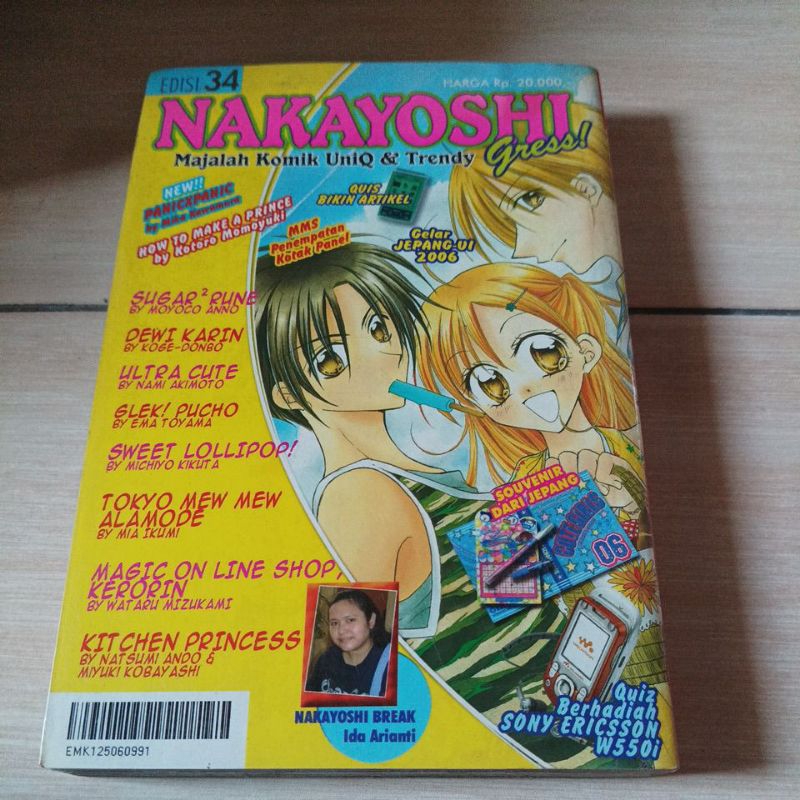 EDISI 34
HARGA Rp. 20.000,-
NAKAYOSHI
Gress!
Majalah Komik UniQ & Trendy
NEW!!
PANICXPANIC
by Mika Kawamura
HOW TO MAKE A PRINCE
by Kotoro Momoyuki
QUIS
BIKIN ARTIKEL
MMS
Penempatan
Kotak Panel
Gelar
JEPANG-UI
2006
SUGAR²RUNE
BY MOYOCO ANNO
DEWI KARIN
BY KOGE-DONBO
ULTRA CUTE
BY NAMI AKIMOTO
GLEK! PUCHO
BY EMA TOYAMA
SWEET LOLLIPOP!
BY MICHIYO KIKUTA
TOKYO MEW MEW
ALAMODE
BY MIA IKUMI
MAGIC ON LINE SHOP,
KERORIN
BY WATARU MIZUKAMI
KITCHEN PRINCESS
BY NATSUMI ANDO &
MIYUKI KOBAYASHI
SOUVENIR
DARI JEPANG
06
NAKAYOSHI BREAK
Ida Arianti
Quiz
Berhadiah
SONY ERICSSON
W550i
EMK125060991